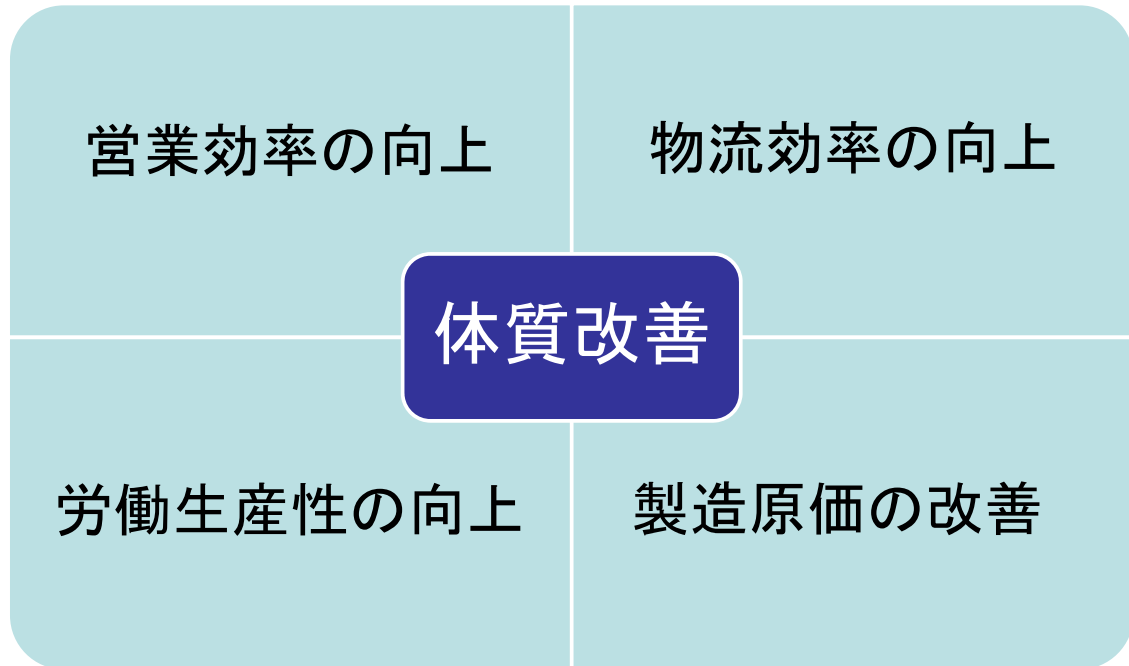 営業効率の向上
物流効率の向上
体質改善
労働生産性の向上
製造原価の改善